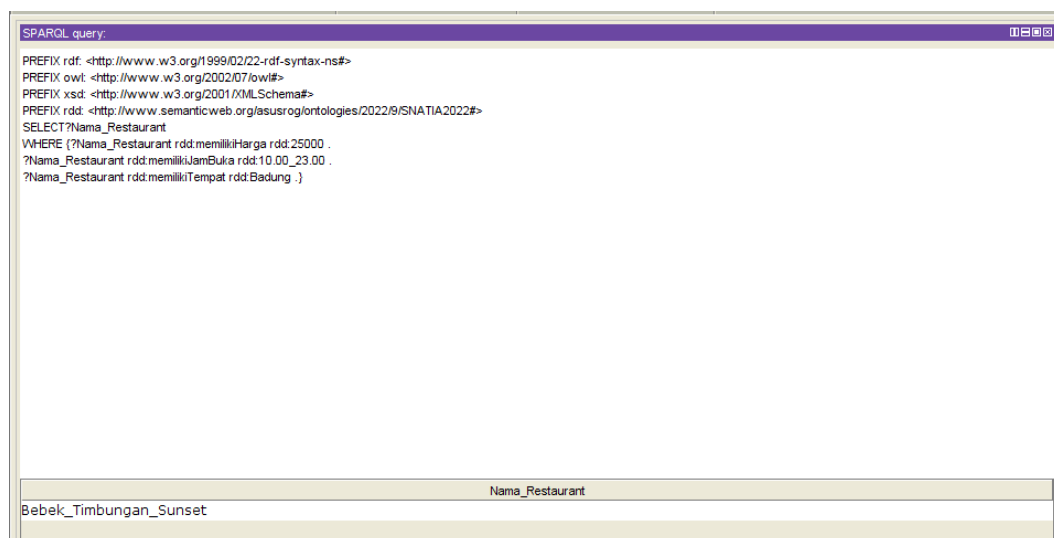 SPARQL query:
PREFIX rdf: <http://www.w3.org/1999/02/22-rdf-syntax-ns#>
PREFIX owl: <http://www.w3.org/2002/07/owl#>
PREFIX xsd: <http://www.w3.org/2001/XMLSchema#>
PREFIX rdd: <http://www.semanticweb.org/asusrog/ontologies/2022/9/SNATIA2022#>
SELECT?Nama_Restaurant
WHERE {?Nama_Restaurant rdd:memilikiHarga rdd:25000 .
?Nama_Restaurant rdd:memilikiJamBuka rdd:10.00_23.00 .
?Nama_Restaurant rdd:memilikiTempat rdd:Badung .}
Nama_Restaurant
Bebek_Timbungan_Sunset